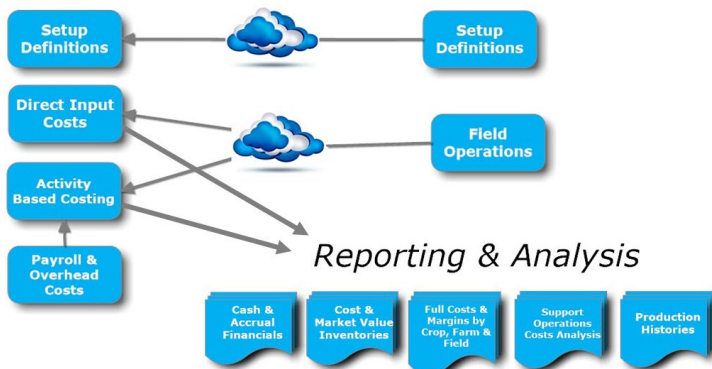 Setup
Definitions
Setup
Definitions
Direct Input
Costs
Field
Operations
Activity
Based Costing
Payroll &
Overhead
Costs
Reporting & Analysis
Cash &
Accrual
Financials
Cost &
Market Value
Inventories
Full Costs &
Margins by
Crop, Farm &
Field
Support
Operations
Costs Analysis
Production
Histories